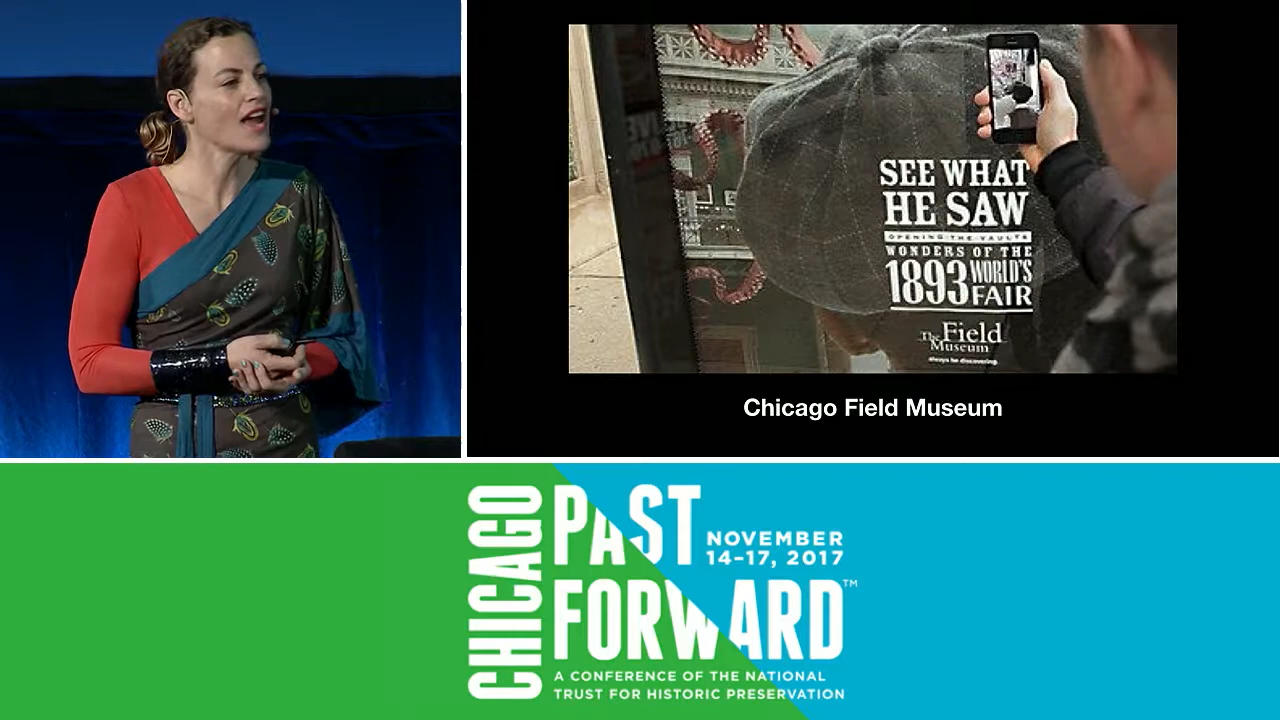 SEE WHAT
HE SAW
OPENING THE VAULTS
WONDERS OF THE
1893 WORLD'S
FAIR
The Field
Museum
always be discovering.
Chicago Field Museum
CHICAGO
PAST
FORWARD™
NOVEMBER
14–17, 2017
A CONFERENCE OF THE NATIONAL
TRUST FOR HISTORIC PRESERVATION